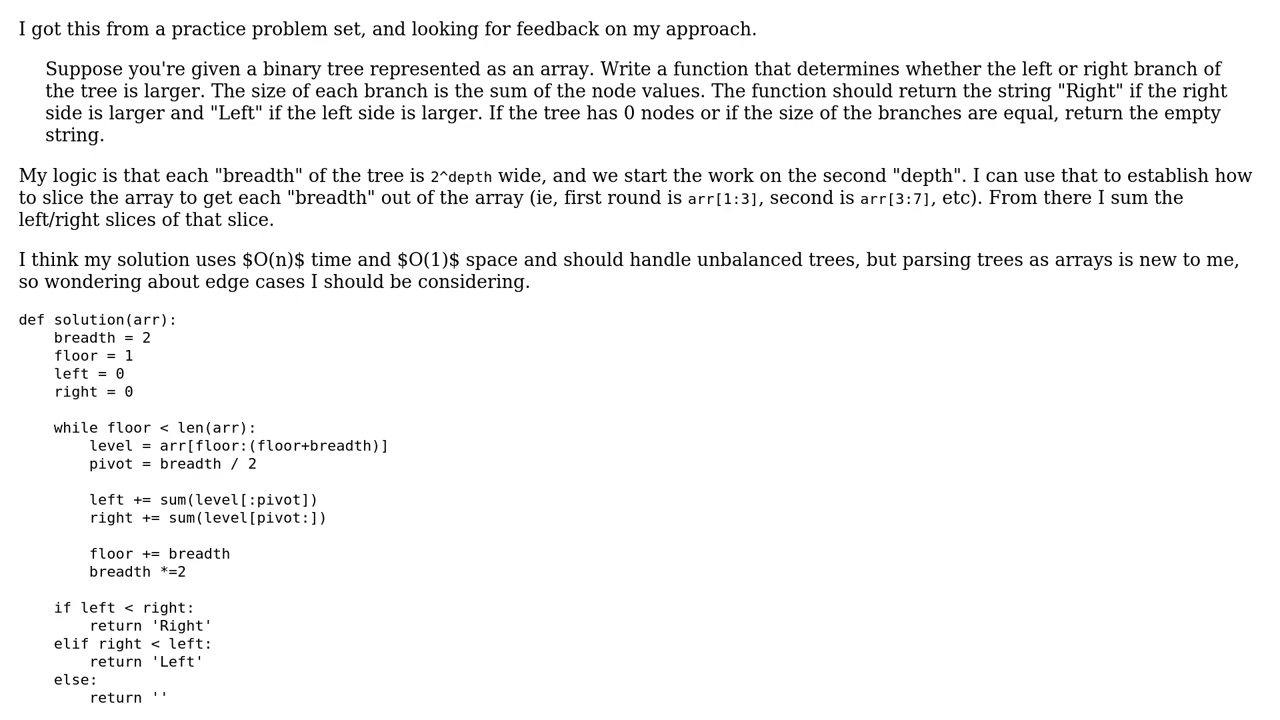 I got this from a practice problem set, and looking for feedback on my approach.
Suppose you're given a binary tree represented as an array. Write a function that determines whether the left or right branch of
the tree is larger. The size of each branch is the sum of the node values. The function should return the string "Right" if the right
side is larger and "Left" if the left side is larger. If the tree has 0 nodes or if the size of the branches are equal, return the empty
string.
My logic is that each "breadth" of the tree is 2^depth wide, and we start the work on the second "depth". I can use that to establish how
to slice the array to get each "breadth" out of the array (ie, first round is arr[1:3], second is arr[3:7], etc). From there I sum the
left/right slices of that slice.
I think my solution uses $O(n)$ time and $O(1)$ space and should handle unbalanced trees, but parsing trees as arrays is new to me,
so wondering about edge cases I should be considering.
def solution(arr):
    breadth = 2
    floor = 1
    left = 0
    right = 0

    while floor < len(arr):
        level = arr[floor:(floor+breadth)]
        pivot = breadth / 2

        left += sum(level[:pivot])
        right += sum(level[pivot:])

        floor += breadth
        breadth *=2

    if left < right:
        return 'Right'
    elif right < left:
        return 'Left'
    else:
        return ''